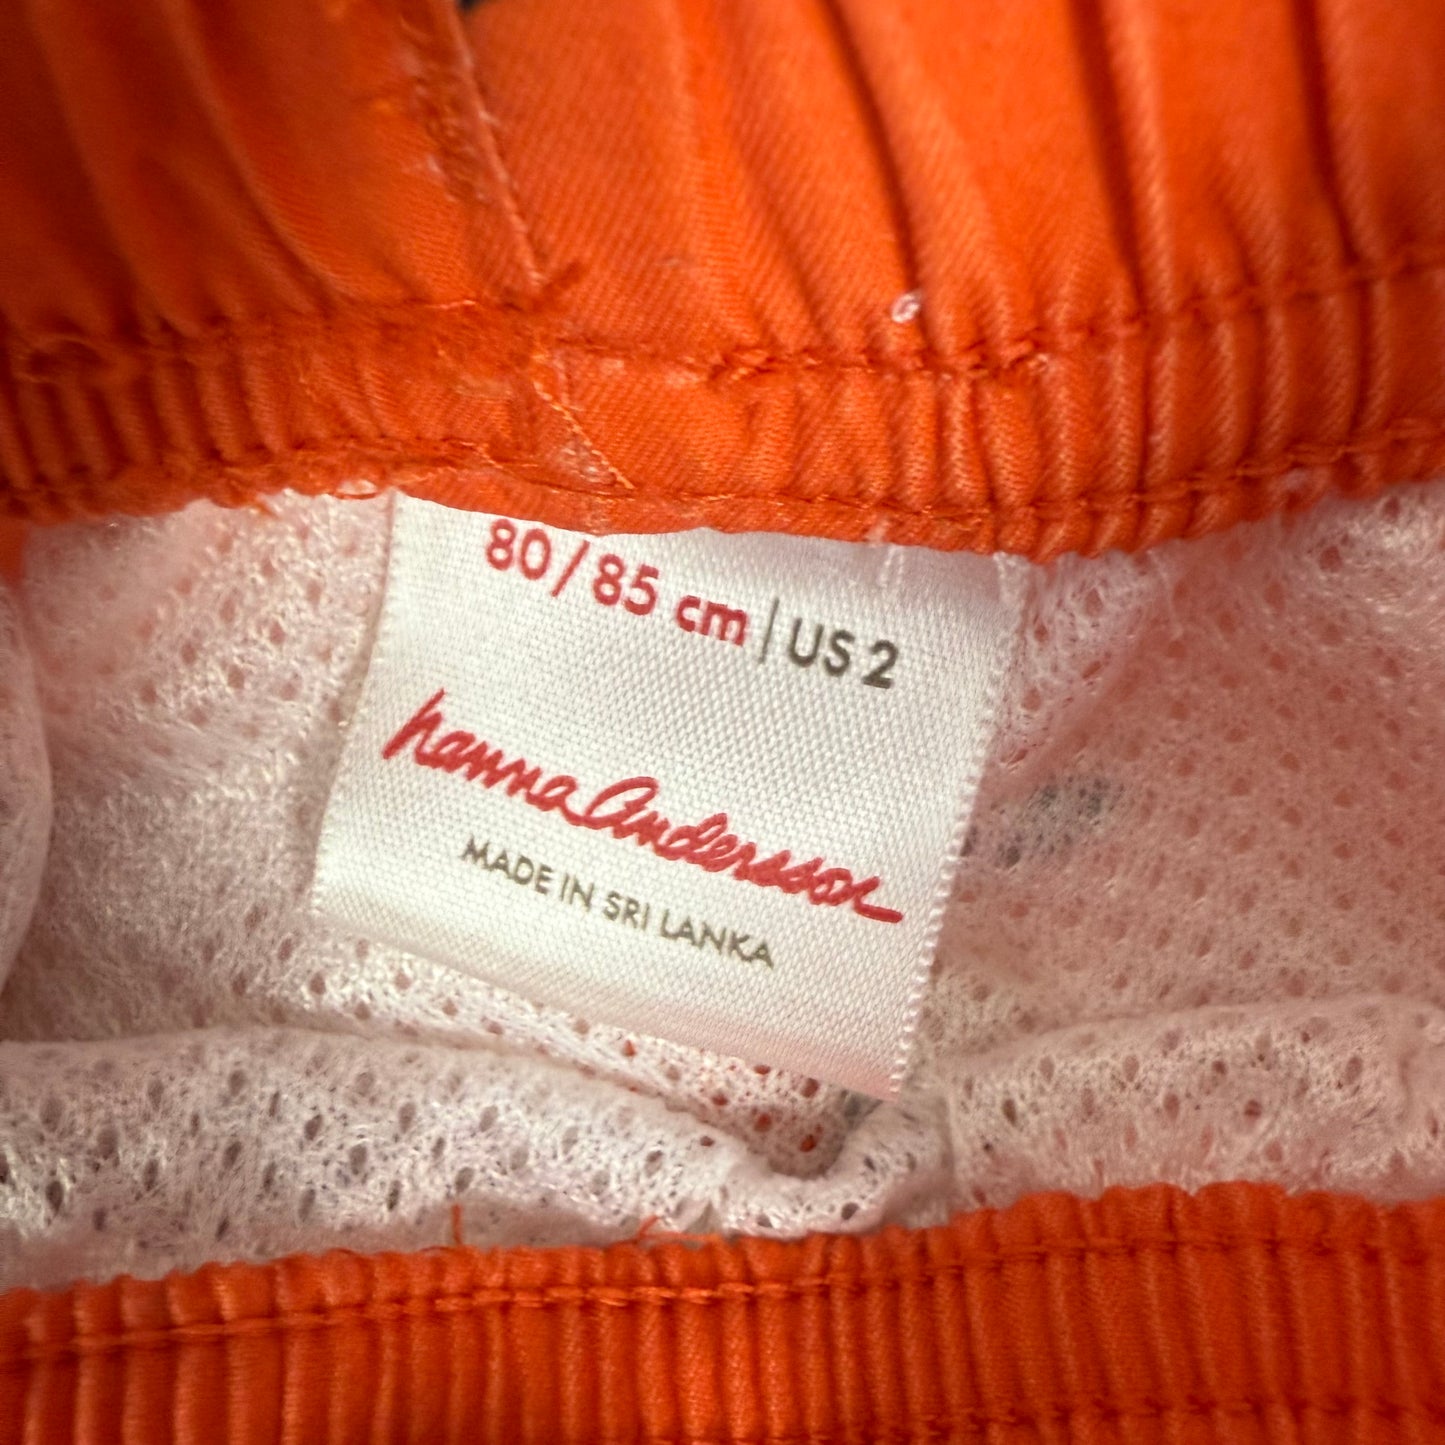 80/85 cm | US 2
hanna andersson
MADE IN SRI LANKA